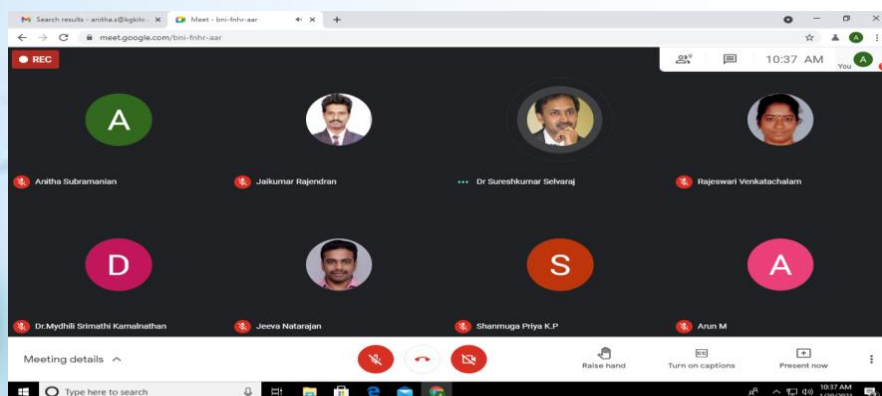 Search results - anitha.s@kgkite.
Meet - bni-fnhr-aar
meet.google.com/bni-fnhr-aar
A
REC
10:37 AM
You
A
A
Anitha Subramanian
Jaikumar Rajendran
Dr Sureshkumar Selvaraj
Rajeswari Venkatachalam
D
S
A
Dr.Mydhili Srimathi Kamalnathan
Jeeva Natarajan
Shanmuga Priya K.P
Arun M
Meeting details
Raise hand
Turn on captions
Present now
Type here to search
10:37 AM